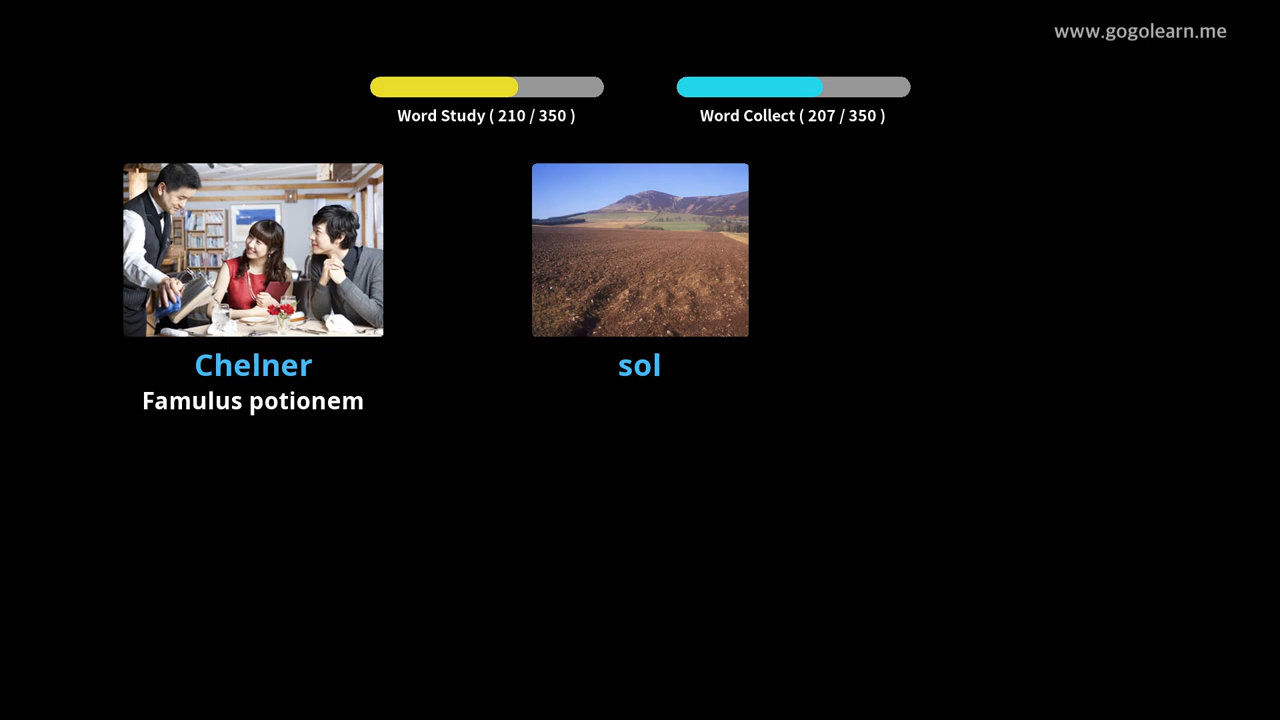 www.gogolearn.me
Word Study ( 210 / 350 )
Word Collect ( 207 / 350 )
Chelner
Famulus potionem
sol